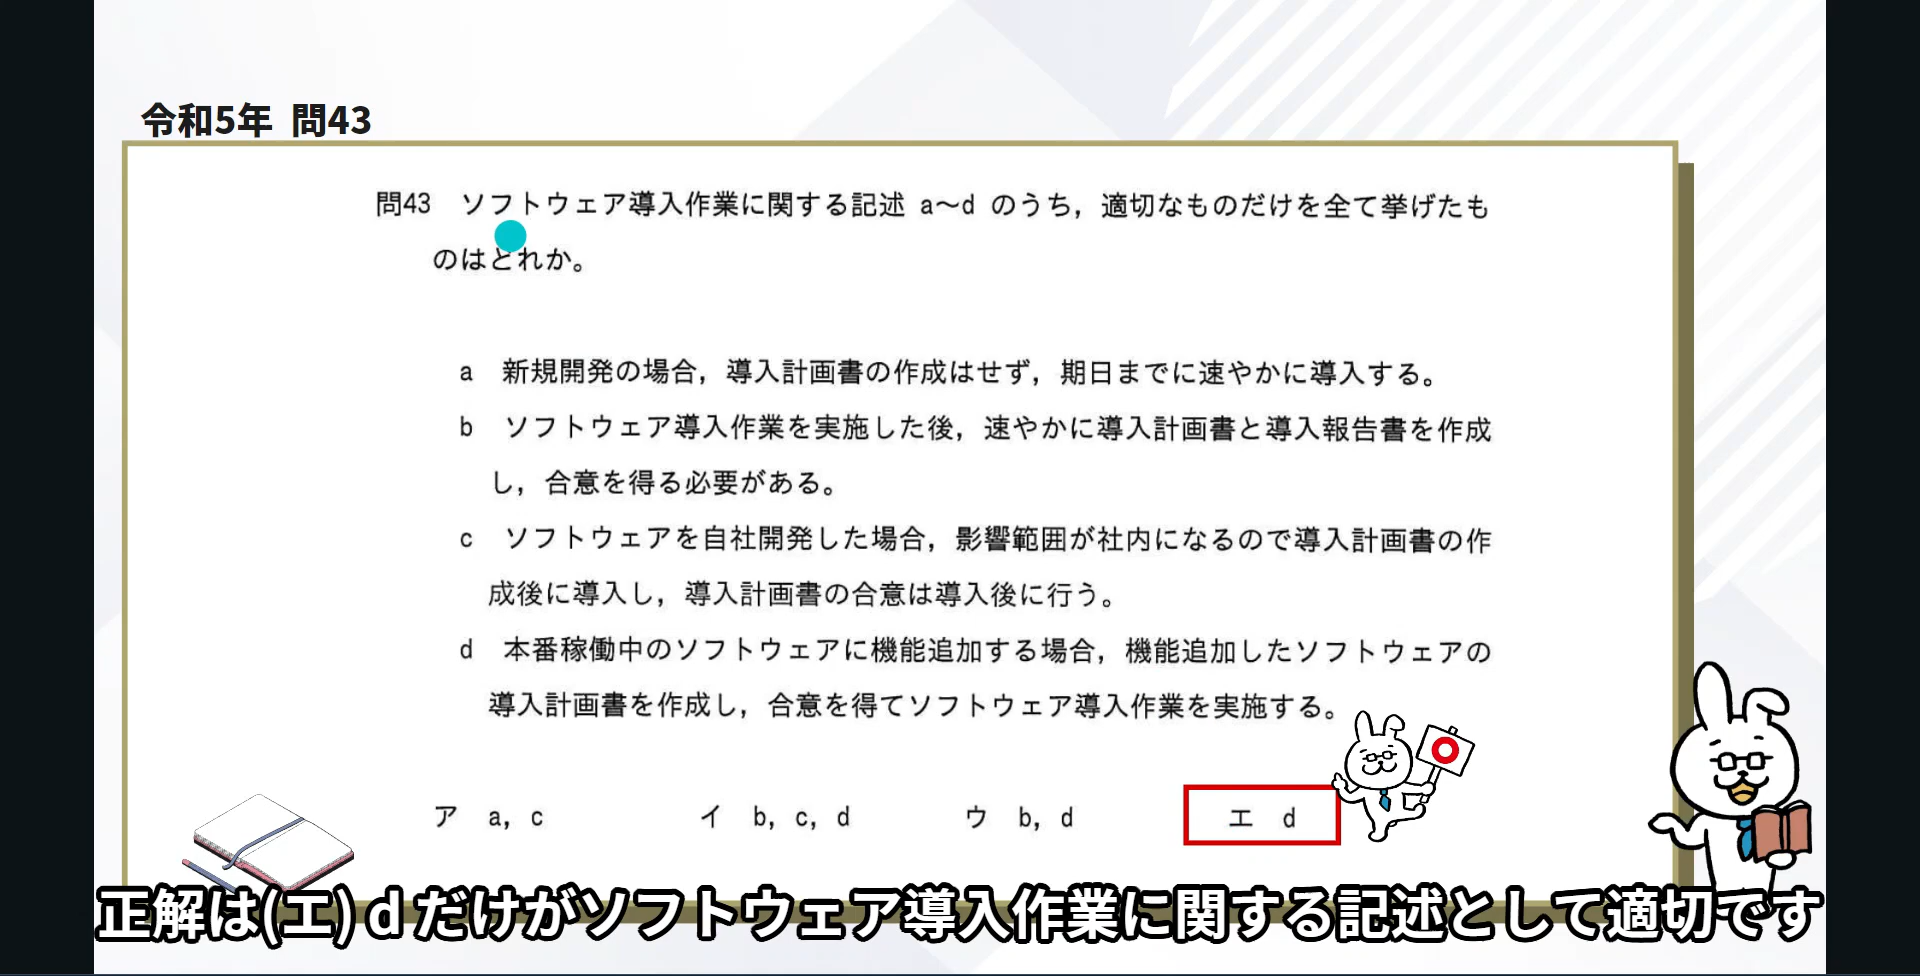 令和5年 問43
問43 ソフトウェア導入作業に関する記述 a～d のうち，適切なものだけを全て挙げたも
のはどれか。
a 新規開発の場合，導入計画書の作成はせず，期日までに速やかに導入する。
b ソフトウェア導入作業を実施した後，速やかに導入計画書と導入報告書を作成
し，合意を得る必要がある。
c ソフトウェアを自社開発した場合，影響範囲が社内になるので導入計画書の作
成後に導入し，導入計画書の合意は導入後に行う。
d 本番稼働中のソフトウェアに機能追加する場合，機能追加したソフトウェアの
導入計画書を作成し，合意を得てソフトウェア導入作業を実施する。
ア a，c イ b，c，d ウ b，d エ d
正解は(エ)ｄだけがソフトウェア導入作業に関する記述として適切です